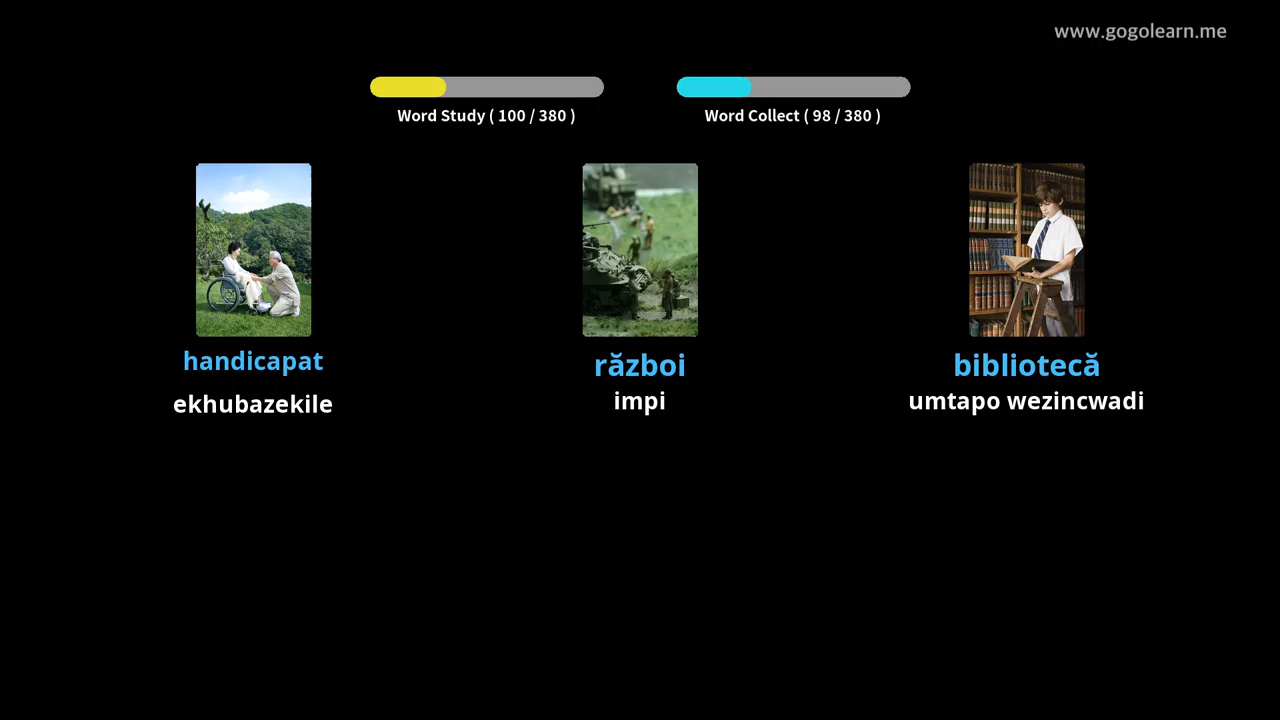 www.gogolearn.me
Word Study ( 100 / 380 )
Word Collect ( 98 / 380 )
handicapat
război
bibliotecă
ekhubazekile
impi
umtapo wezincwadi